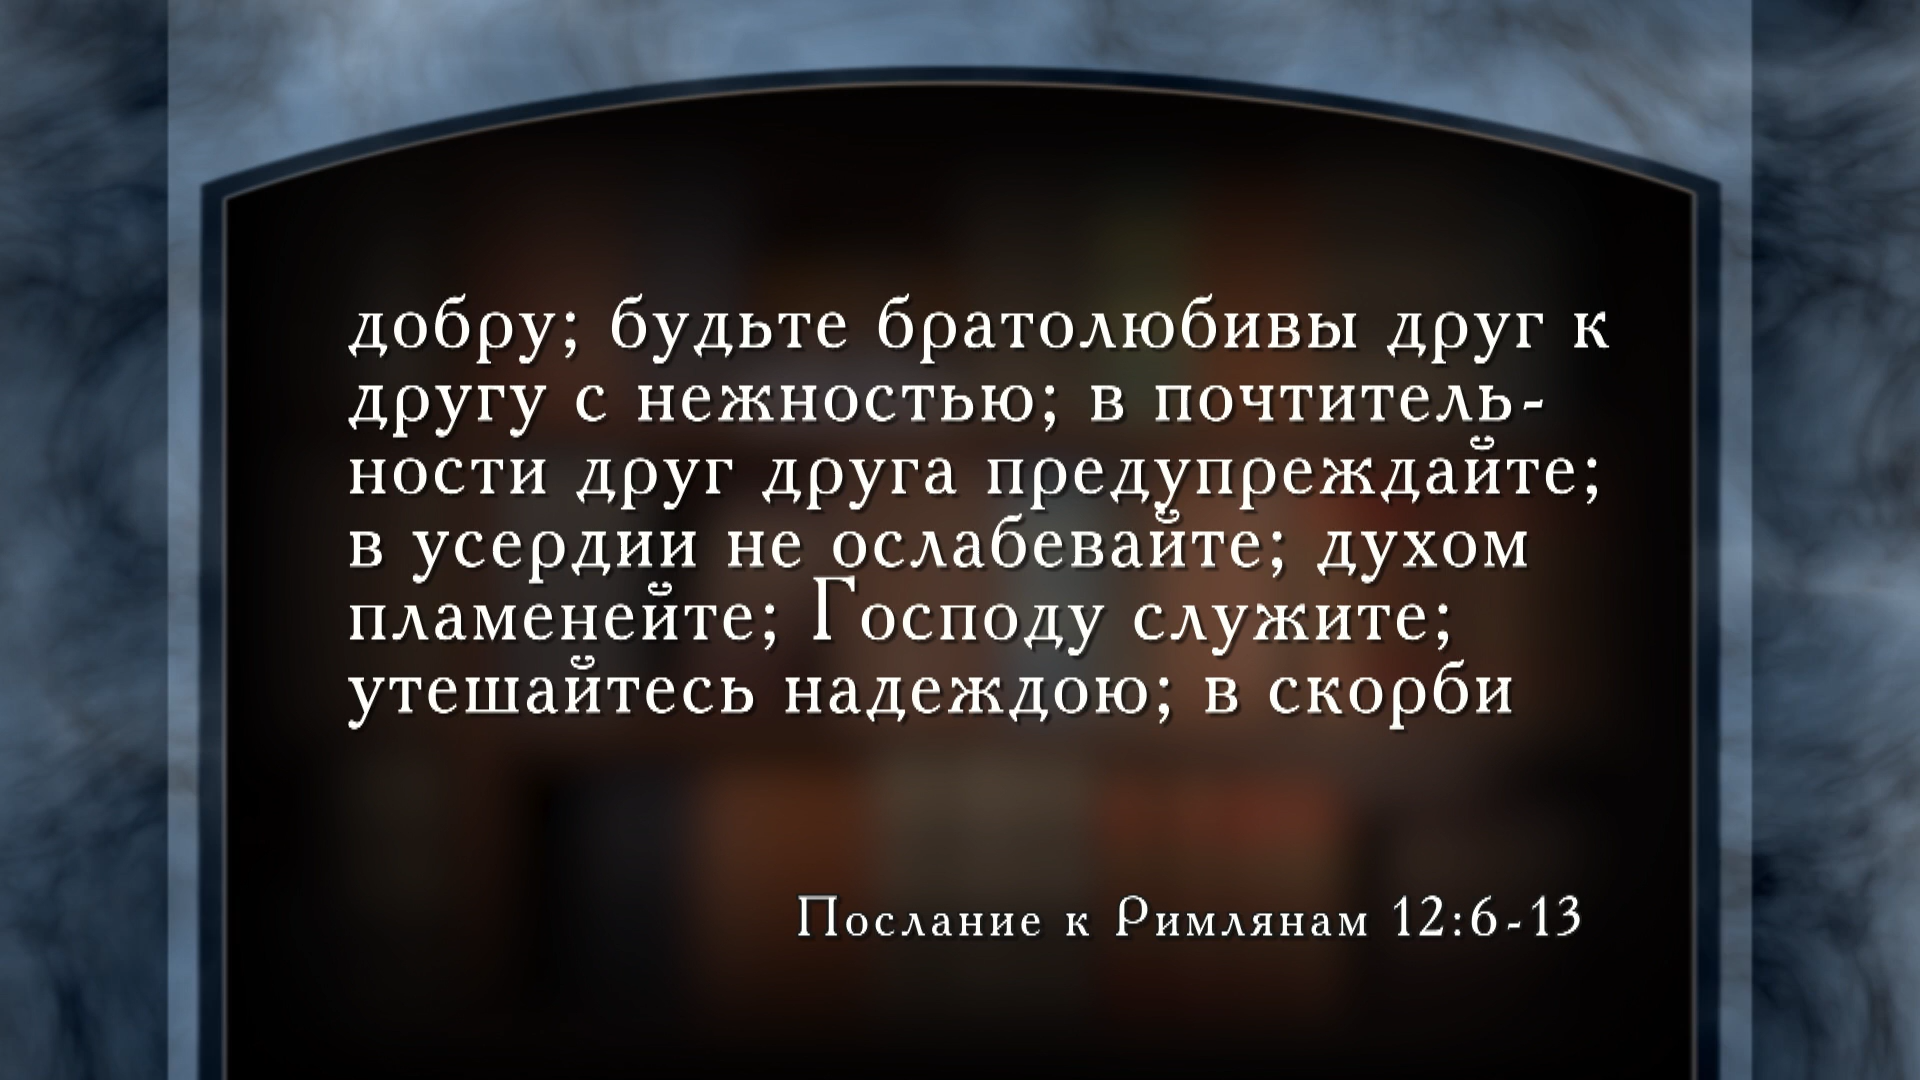 добру; будьте братолюбивы друг к
другу с нежностью; в почтитель-
ности друг друга предупреждайте;
в усердии не ослабевайте; духом
пламенейте; Господу служите;
утешайтесь надеждою; в скорби
Послание к Римлянам 12:6-13